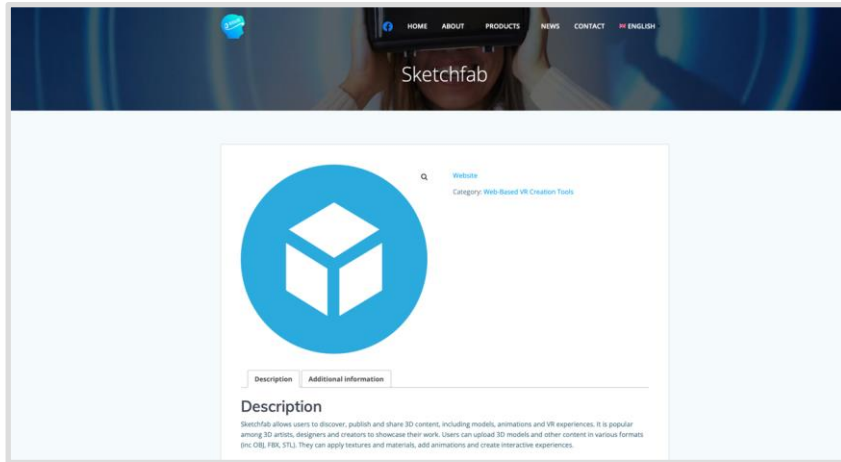 HOME ABOUT PRODUCTS NEWS CONTACT ENGLISH
Sketchfab
Website
Category: Web-Based VR Creation Tools
Description Additional information
Description
Sketchfab allows users to discover, publish and share 3D content, including models, animations and VR experiences. It is popular
among 3D artists, designers and creators to showcase their work. Users can upload 3D models and other content in various formats
(inc OBJ, FBX, STL). They can apply textures and materials, add animations and create interactive experiences.